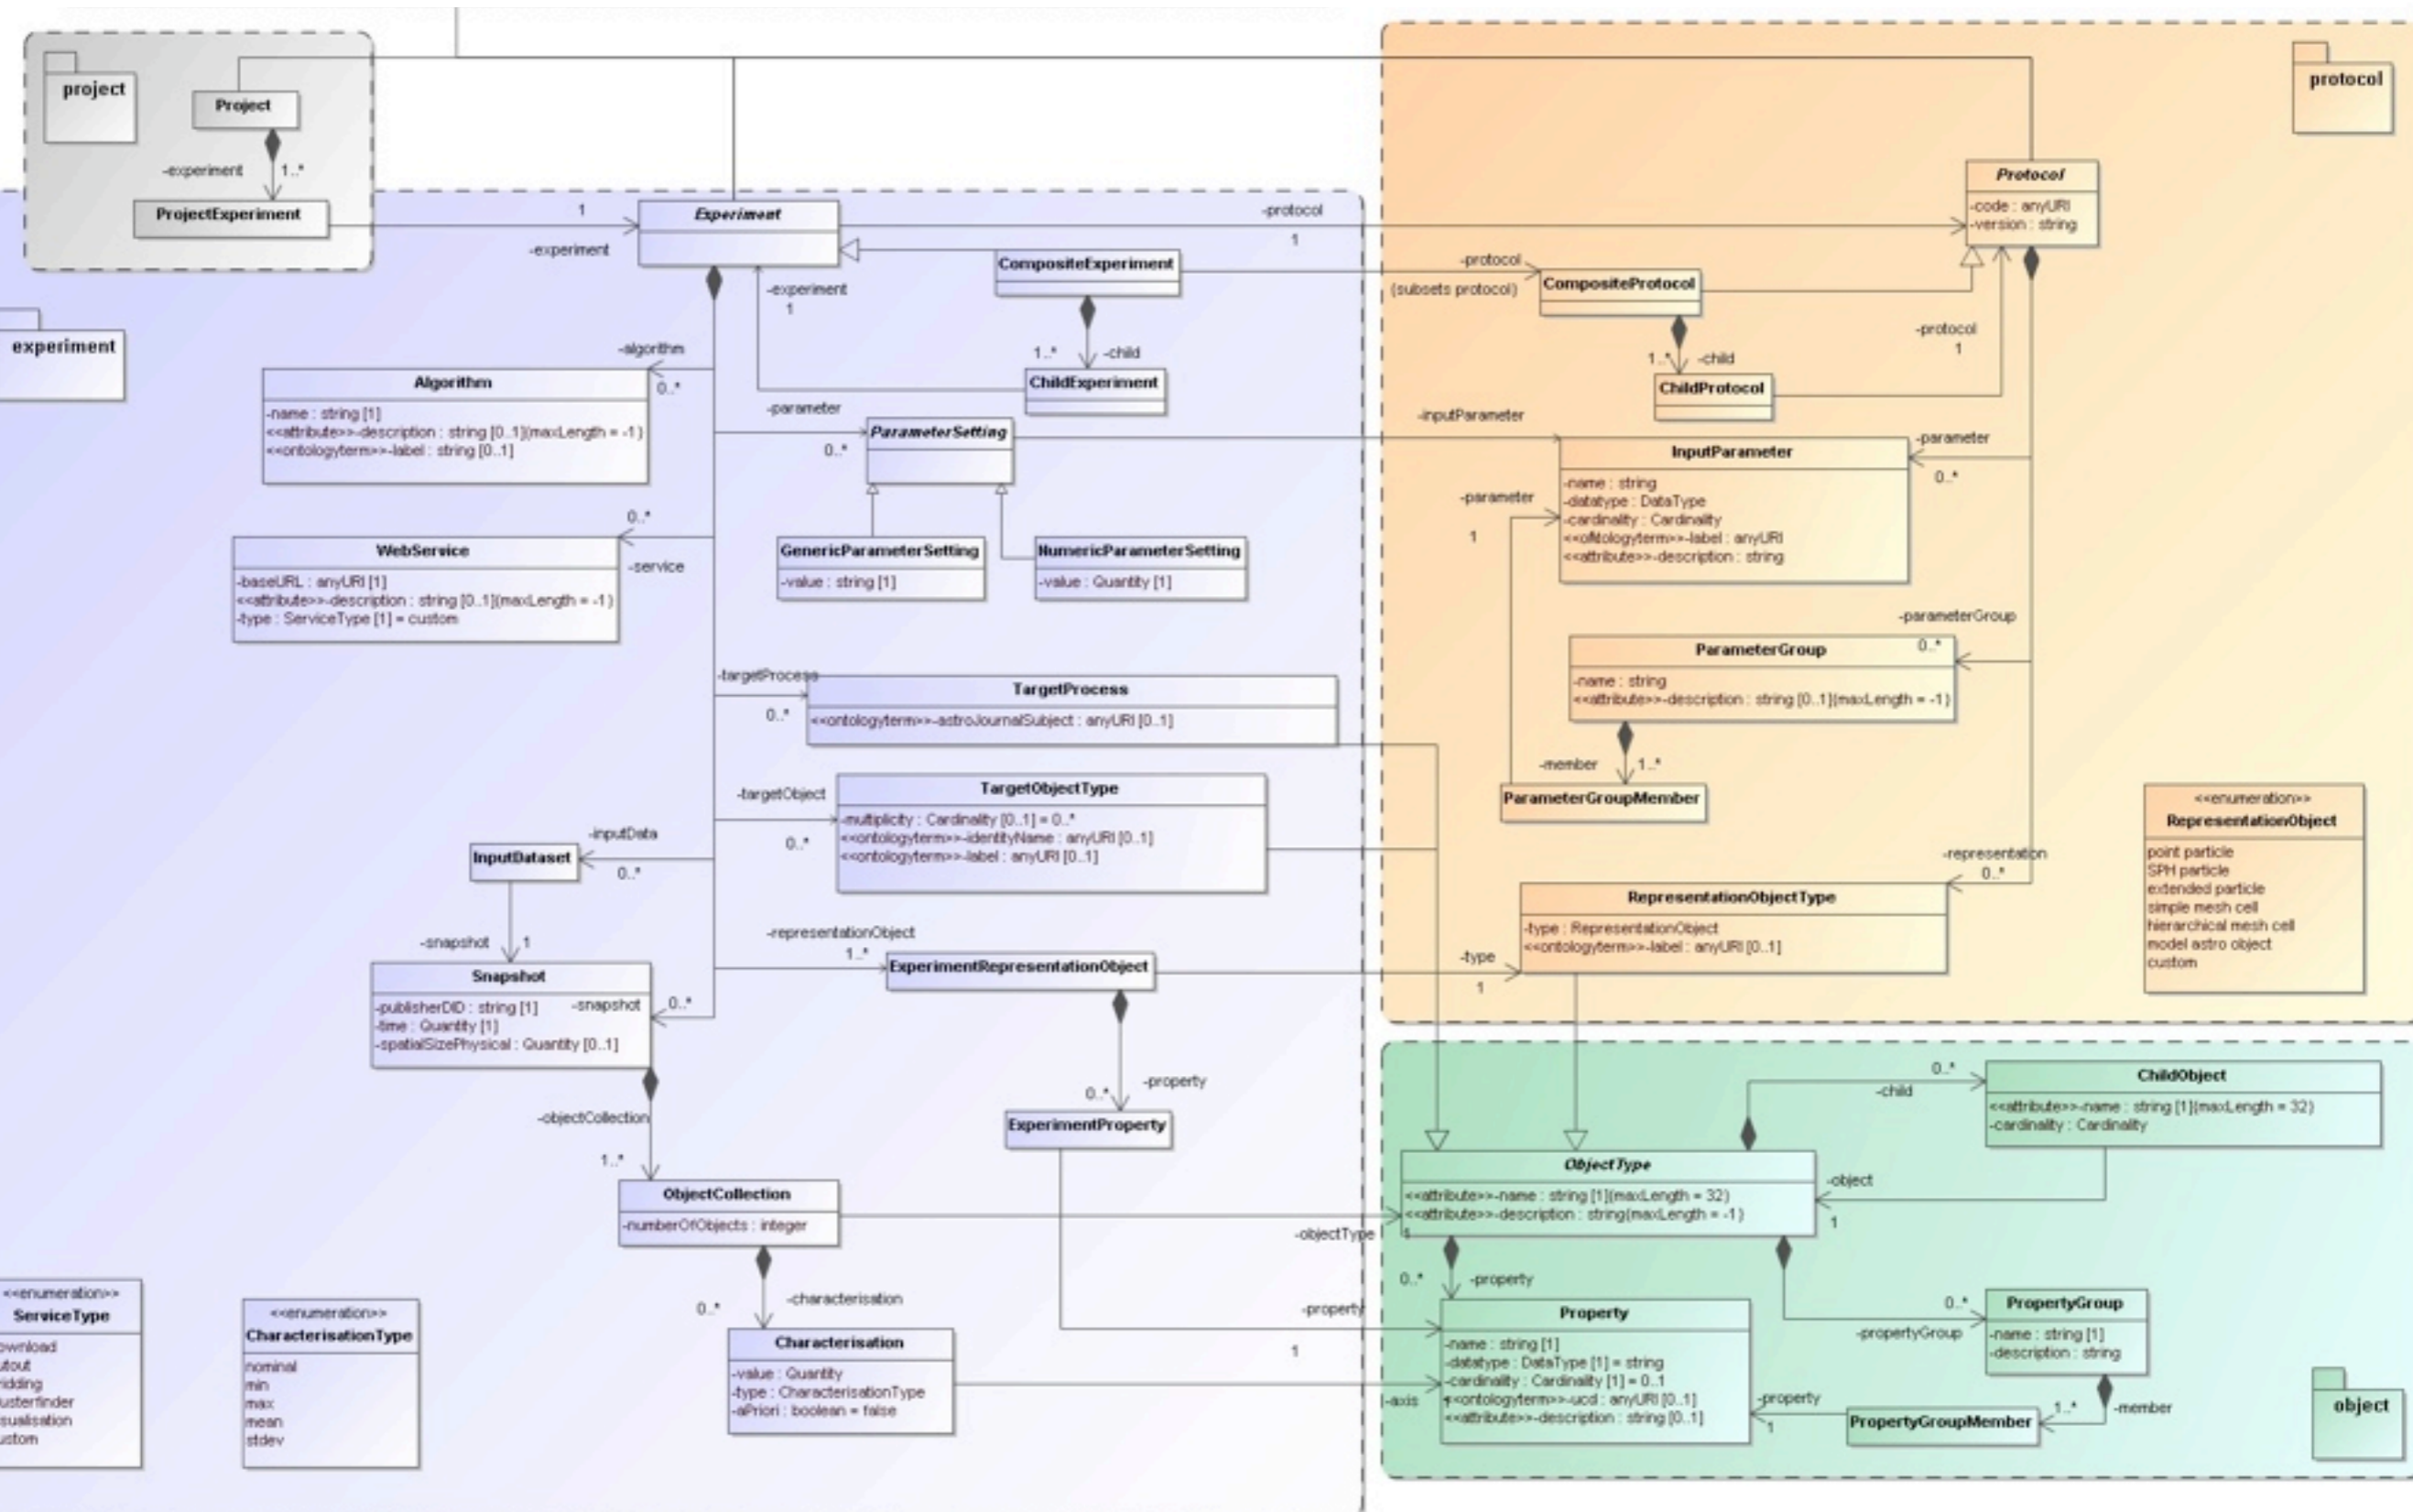 project
Project
-experiment
1..*
ProjectExperiment
1
-experiment
experiment
Experiment
-protocol
1
CompositeExperiment
-protocol
(subsets protocol)
-experiment
1
1..*
-child
ChildExperiment
-algorithm
0..*
Algorithm
-name : string [1]
<<attribute>>-description : string [0..1]{maxLength = -1}
<<ontologyterm>>-label : string [0..1]
-parameter
0..*
ParameterSetting
-inputParameter
GenericParameterSetting
-value : string [1]
NumericParameterSetting
-value : Quantity [1]
0..*
-service
WebService
-baseURL : anyURI [1]
<<attribute>>-description : string [0..1]{maxLength = -1}
-type : ServiceType [1] = custom
-targetProcess
0..*
TargetProcess
<<ontologyterm>>-astroJournalSubject : anyURI [0..1]
-targetObject
0..*
TargetObjectType
-multiplicity : Cardinality [0..1] = 0..*
<<ontologyterm>>-identityName : anyURI [0..1]
<<ontologyterm>>-label : anyURI [0..1]
-inputData
0..*
InputDataset
-snapshot
1
-representationObject
1..*
ExperimentRepresentationObject
-type
1
Snapshot
-publisherDID : string [1]
-time : Quantity [1]
-spatialSizePhysical : Quantity [0..1]
-snapshot
0..*
-property
0..*
ExperimentProperty
-objectCollection
1..*
ObjectCollection
-numberOfObjects : integer
-objectType
1
0..*
-characterisation
Characterisation
-value : Quantity
-type : CharacterisationType
-aPriori : boolean = false
-property
1
-axis
<<enumeration>>
ServiceType
ownload
utout
ridding
usterfinder
sualisation
ustom
<<enumeration>>
CharacterisationType
nominal
min
max
mean
stdev
protocol
Protocol
-code : anyURI
-version : string
CompositeProtocol
1..*
-child
ChildProtocol
-protocol
1
InputParameter
-name : string
-datatype : DataType
-cardinality : Cardinality
<<ontologyterm>>-label : anyURI
<<attribute>>-description : string
-parameter
0..*
-parameter
1
-parameterGroup
0..*
ParameterGroup
-name : string
<<attribute>>-description : string [0..1]{maxLength = -1}
-member
1..*
ParameterGroupMember
-representation
0..*
RepresentationObjectType
-type : RepresentationObject
<<ontologyterm>>-label : anyURI [0..1]
<<enumeration>>
RepresentationObject
point particle
SPH particle
extended particle
simple mesh cell
hierarchical mesh cell
model astro object
custom
0..*
-child
ChildObject
<<attribute>>-name : string [1]{maxLength = 32}
-cardinality : Cardinality
-object
1
ObjectType
<<attribute>>-name : string [1]{maxLength = 32}
<<attribute>>-description : string{maxLength = -1}
0..*
-property
0..*
-propertyGroup
Property
-name : string [1]
-datatype : DataType [1] = string
-cardinality : Cardinality [1] = 0..1
<<ontologyterm>>-ucd : anyURI [0..1]
<<attribute>>-description : string [0..1]
PropertyGroup
-name : string [1]
-description : string
-property
1
1..*
-member
PropertyGroupMember
object